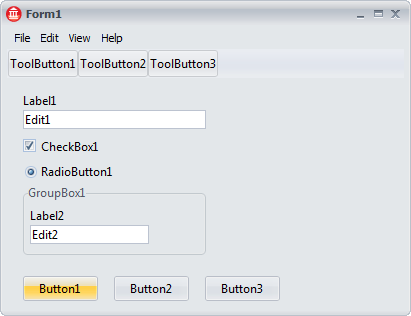 Form1
File Edit View Help
ToolButton1 ToolButton2 ToolButton3
Label1
Edit1
CheckBox1
RadioButton1
GroupBox1
Label2
Edit2
Button1 Button2 Button3